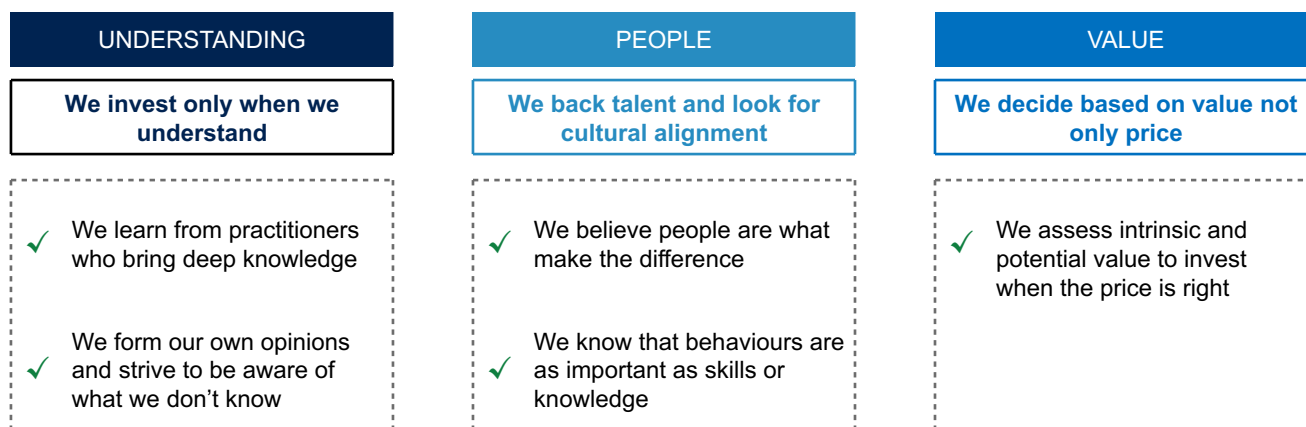 UNDERSTANDING
We invest only when we
understand
We learn from practitioners
who bring deep knowledge
We form our own opinions
and strive to be aware of
what we don’t know
PEOPLE
We back talent and look for
cultural alignment
We believe people are what
make the difference
We know that behaviours are
as important as skills or
knowledge
VALUE
We decide based on value not
only price
We assess intrinsic and
potential value to invest
when the price is right